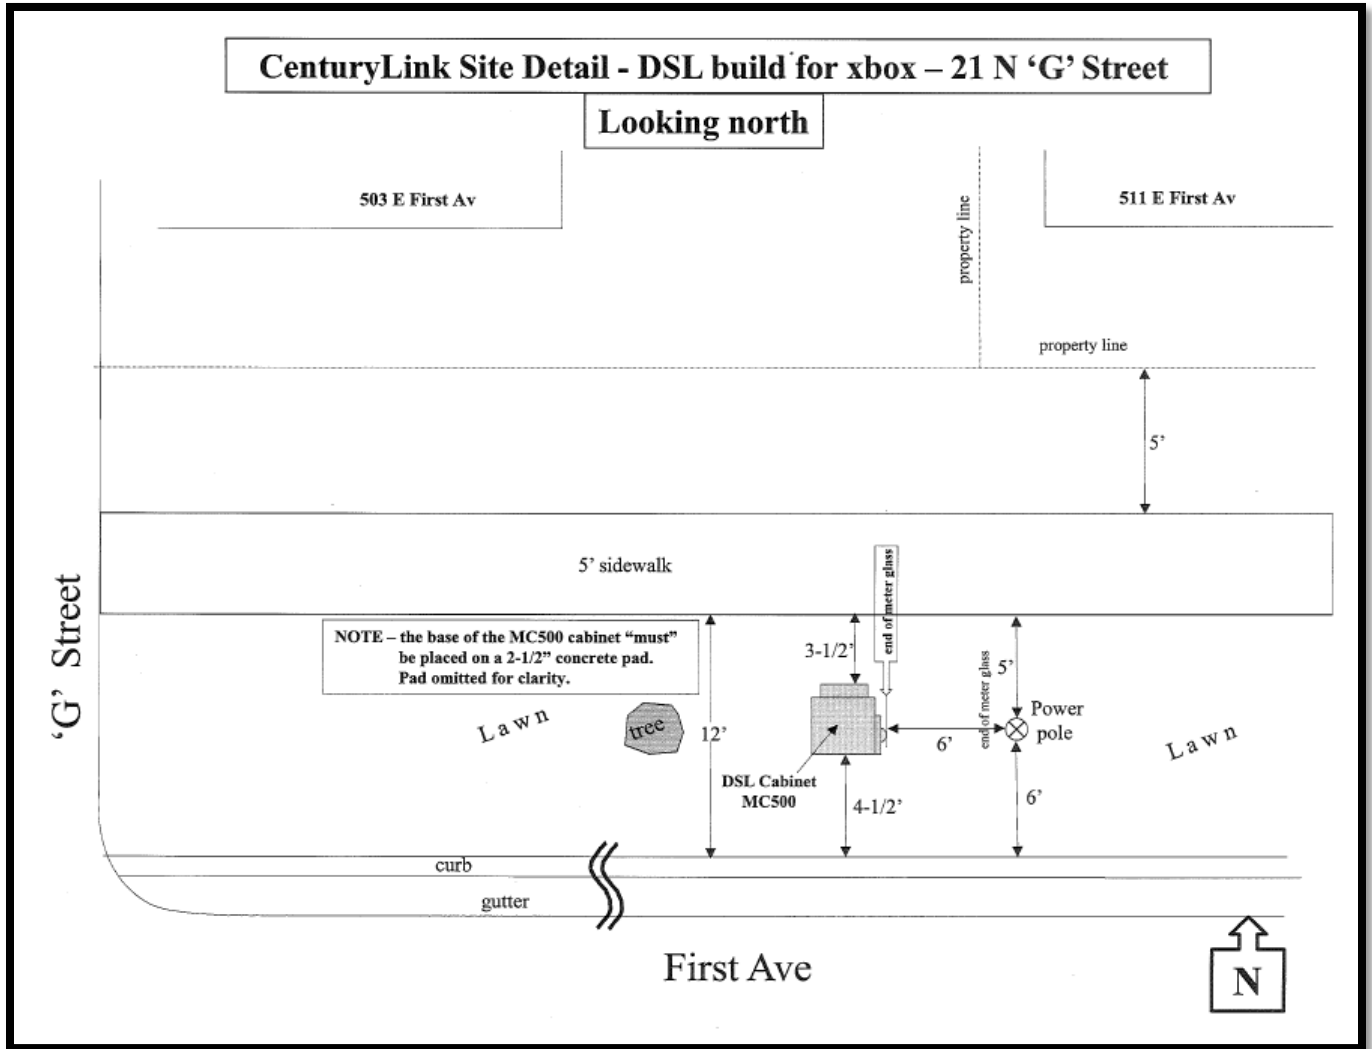 CenturyLink Site Detail - DSL build for xbox – 21 N ‘G’ Street
Looking north
503 E First Av
511 E First Av
property line
property line
5’
5’ sidewalk
end of meter glass
‘G’ Street
NOTE – the base of the MC500 cabinet “must”
be placed on a 2-1/2” concrete pad.
Pad omitted for clarity.
3-1/2’
end of meter glass
5’
Lawn
tree
12’
Power
pole
6’
Lawn
DSL Cabinet
MC500
4-1/2’
6’
curb
gutter
First Ave
N